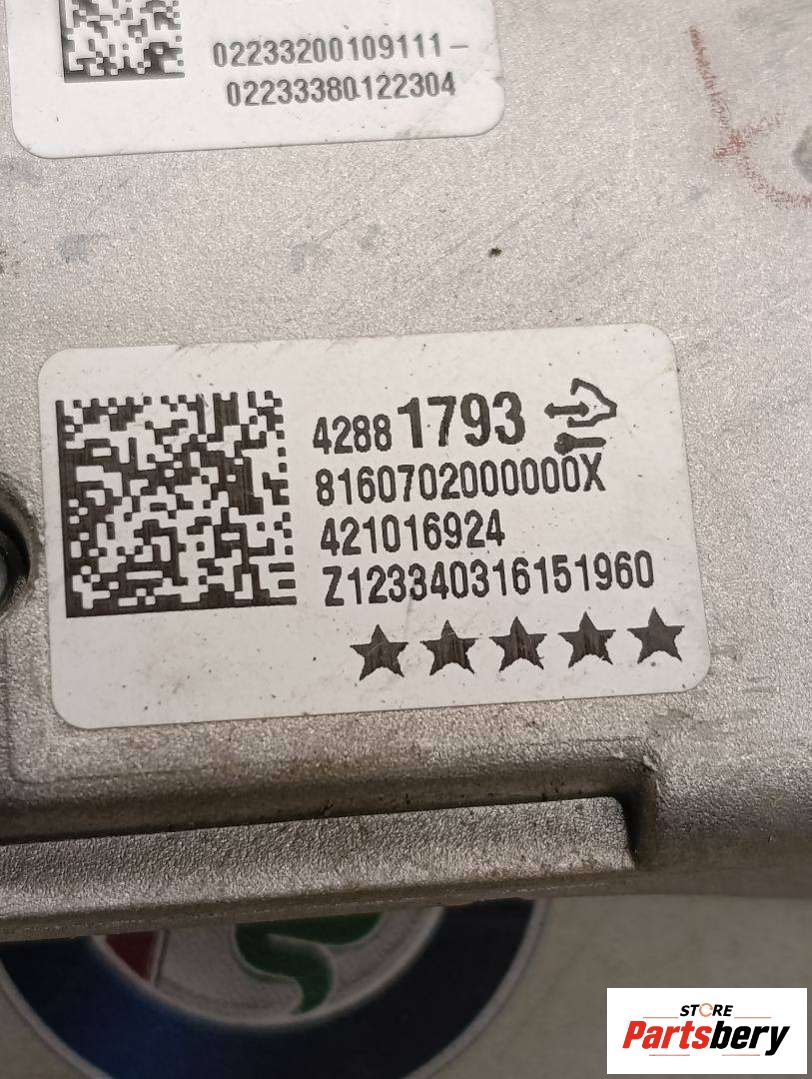 02233200109111-
02233380122304
42881793
8160702000000X
421016924
Z123340316151960
★★★★★
STORE
Partsbery